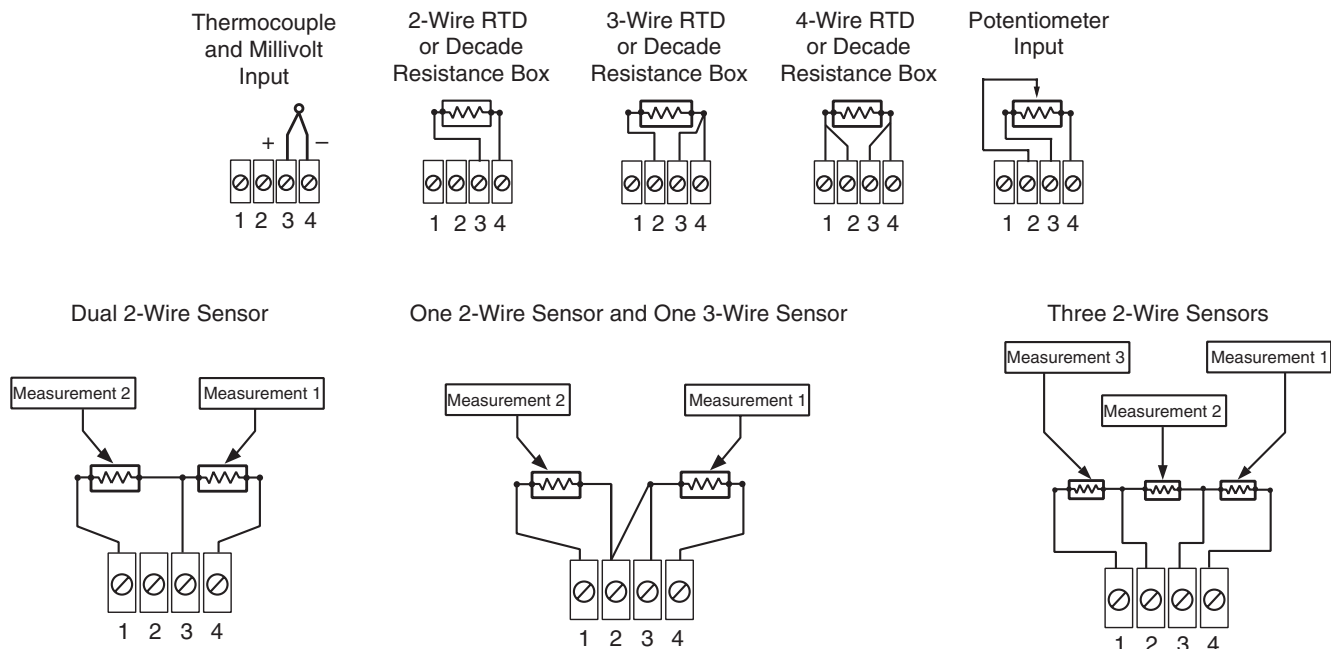 Thermocouple
and Millivolt
Input
2-Wire RTD
or Decade
Resistance Box
3-Wire RTD
or Decade
Resistance Box
4-Wire RTD
or Decade
Resistance Box
Potentiometer
Input
+ –
1 2 3 4
1 2 3 4
1 2 3 4
1 2 3 4
1 2 3 4
Dual 2-Wire Sensor
Measurement 2
Measurement 1
1 2 3 4
One 2-Wire Sensor and One 3-Wire Sensor
Measurement 2
Measurement 1
1 2 3 4
Three 2-Wire Sensors
Measurement 3
Measurement 1
Measurement 2
1 2 3 4